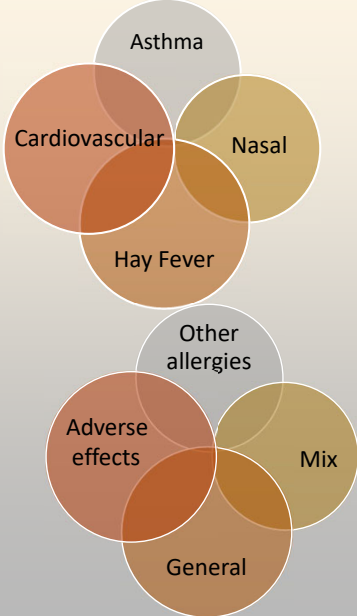 Asthma
Cardiovascular
Nasal
Hay Fever
Other
allergies
Adverse
effects
Mix
General